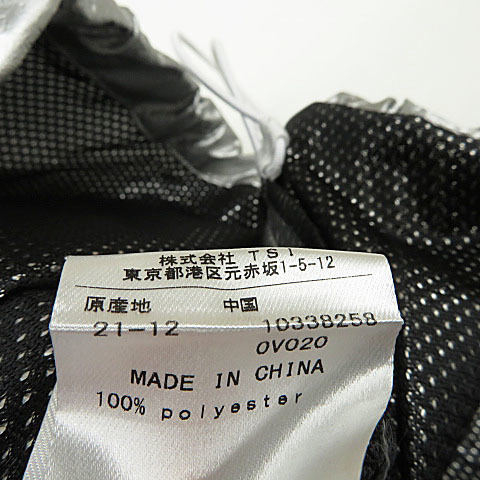 株式会社 TSI
東京都港区元赤坂1-5-12
原産地 中国
21-12 10338258
0V020
MADE IN CHINA
100% polyester